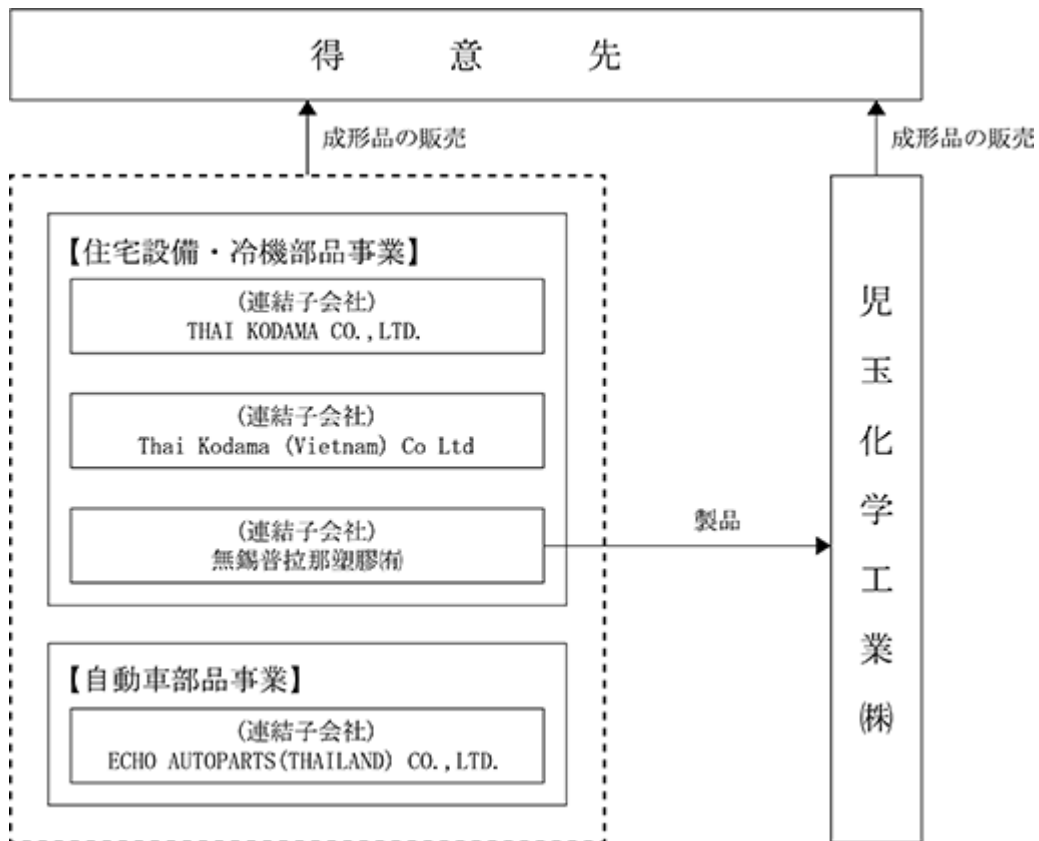 得意先
成形品の販売
成形品の販売
【住宅設備・冷機部品事業】
(連結子会社)
THAI KODAMA CO.,LTD.
(連結子会社)
Thai Kodama (Vietnam) Co Ltd
(連結子会社)
無錫普拉那塑膠㈲
製品
【自動車部品事業】
(連結子会社)
ECHO AUTOPARTS(THAILAND) CO.,LTD.
児玉化学工業㈱